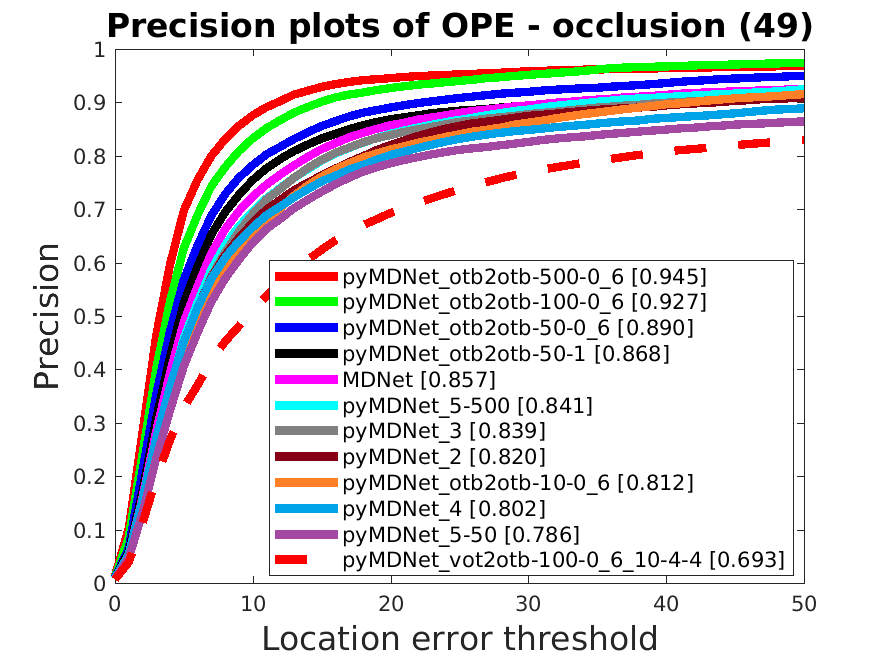 Precision plots of OPE - occlusion (49)
1
0.9
0.8
0.7
0.6
0.5
0.4
0.3
0.2
0.1
0
Precision
pyMDNet_otb2otb-500-0_6 [0.945]
pyMDNet_otb2otb-100-0_6 [0.927]
pyMDNet_otb2otb-50-0_6 [0.890]
pyMDNet_otb2otb-50-1 [0.868]
MDNet [0.857]
pyMDNet_5-500 [0.841]
pyMDNet_3 [0.839]
pyMDNet_2 [0.820]
pyMDNet_otb2otb-10-0_6 [0.812]
pyMDNet_4 [0.802]
pyMDNet_5-50 [0.786]
pyMDNet_vot2otb-100-0_6_10-4-4 [0.693]
0 10 20 30 40 50
Location error threshold